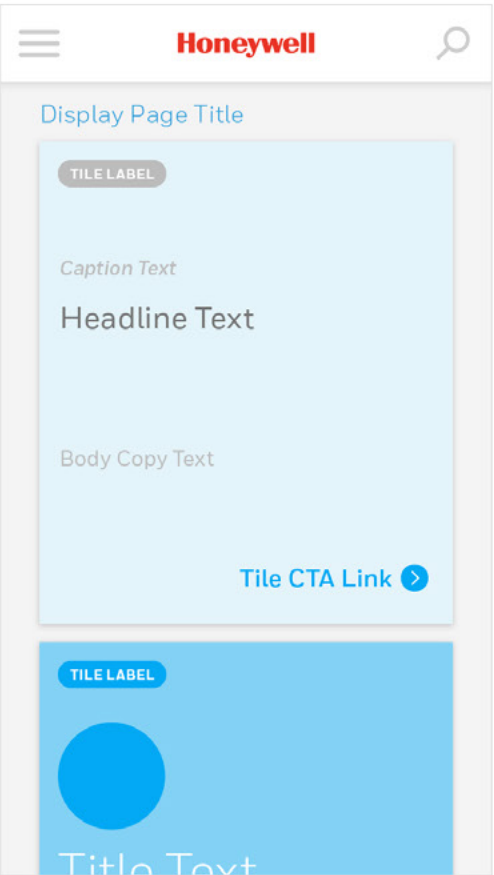 Honeywell
Display Page Title
TILE LABEL
Caption Text
Headline Text
Body Copy Text
Tile CTA Link
TILE LABEL
Title Text